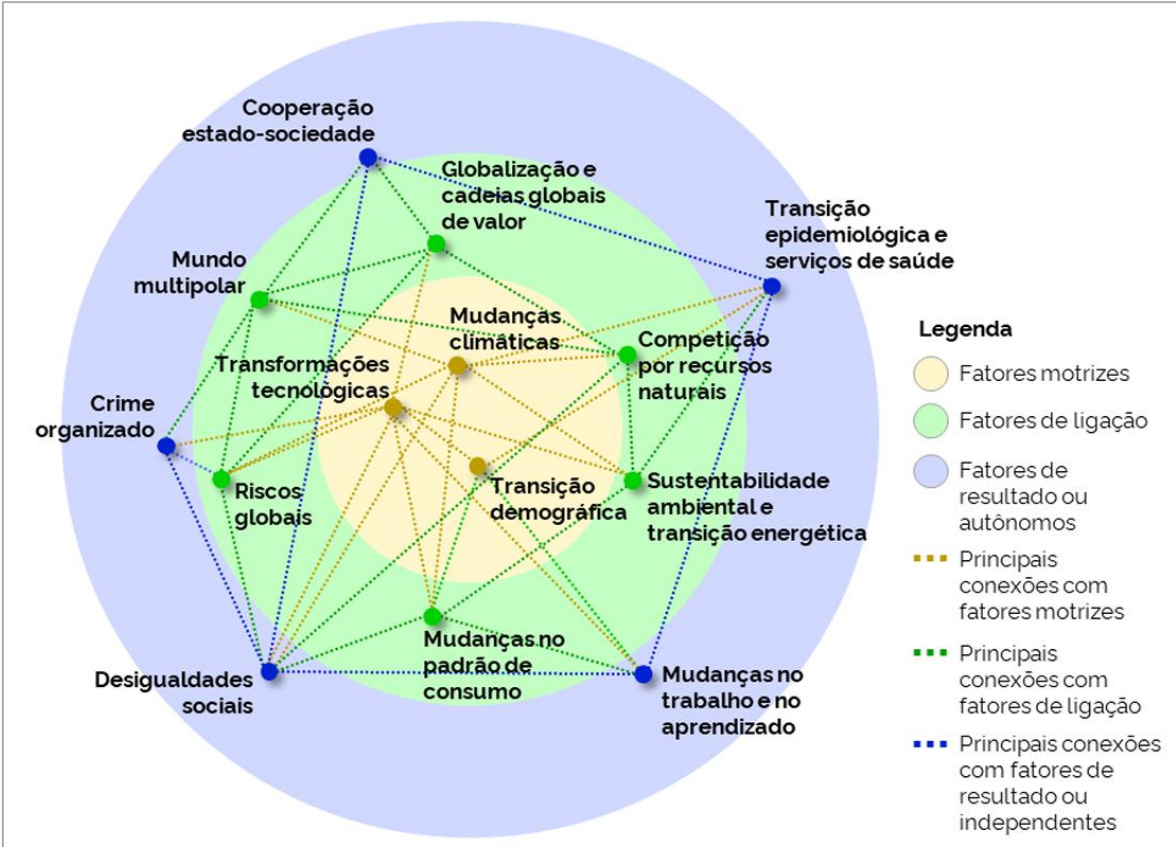 Cooperação
estado-sociedade
Globalização e
cadeias globais
de valor
Transição
epidemiológica e
serviços de saúde
Mundo
multipolar
Mudanças
climáticas
Competição
por recursos
naturais
Transformações
tecnológicas
Crime
organizado
Riscos
globais
Transição
demográfica
Sustentabilidade
ambiental e
transição energética
Mudanças no
padrão de
consumo
Desigualdades
sociais
Mudanças no
trabalho e no
aprendizado
Legenda
Fatores motrizes
Fatores de ligação
Fatores de
resultado ou
autônomos
Principais
conexões com
fatores motrizes
Principais
conexões com
fatores de ligação
Principais conexões
com fatores de
resultado ou
independentes